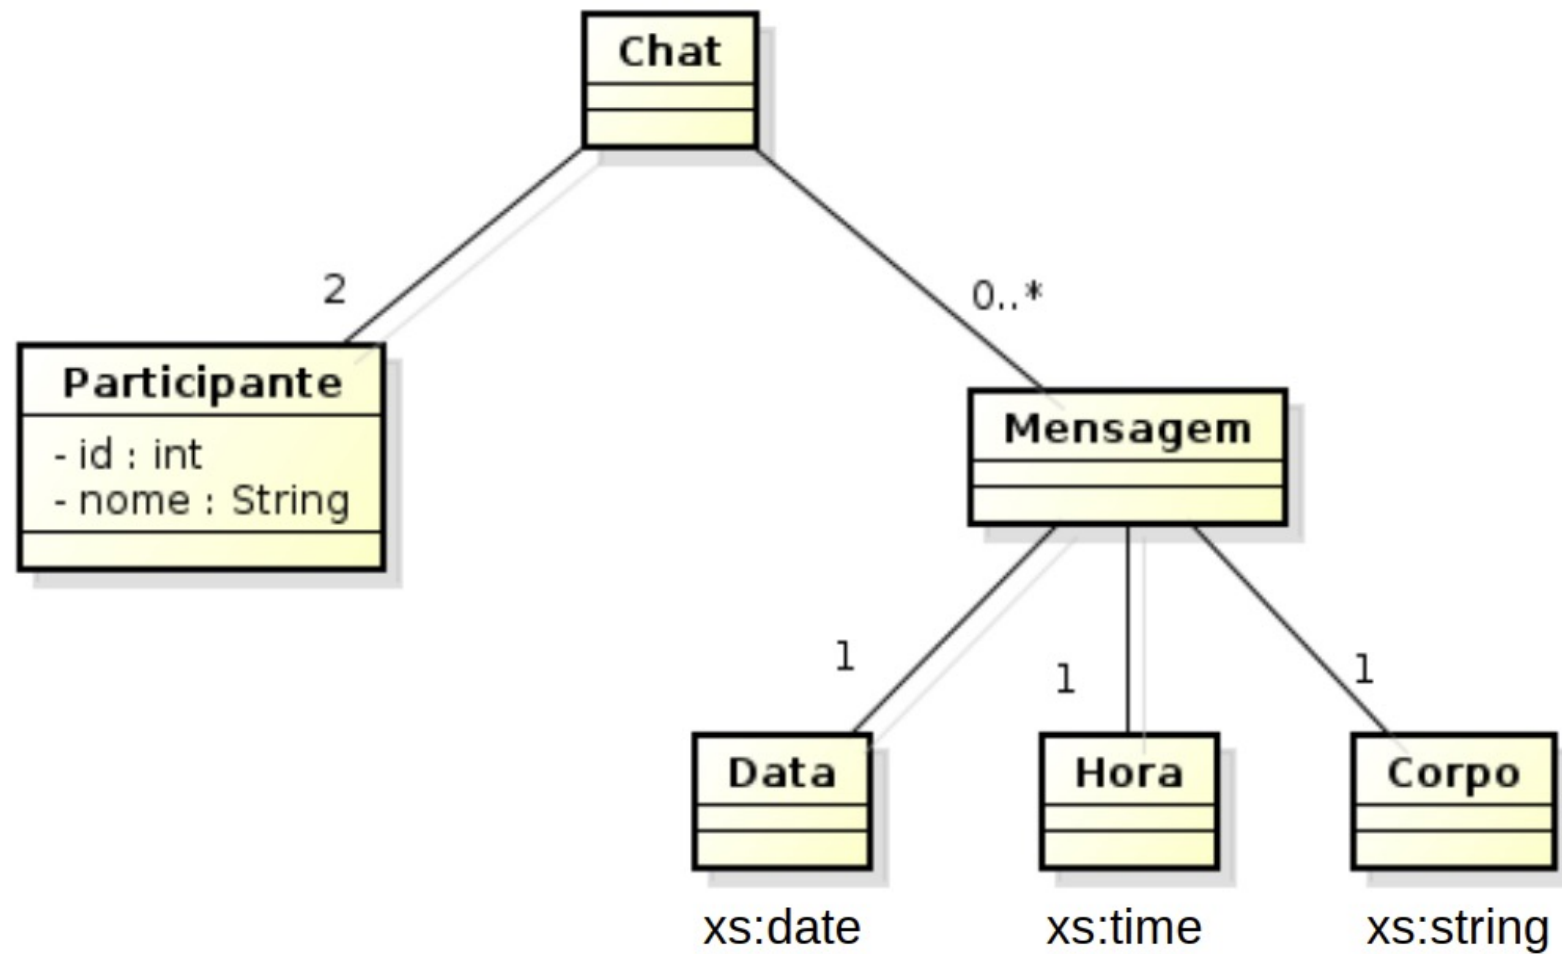 Chat
2
0..*
Participante
- id : int
- nome : String
Mensagem
1
1
1
Data
Hora
Corpo
xs:date
xs:time
xs:string